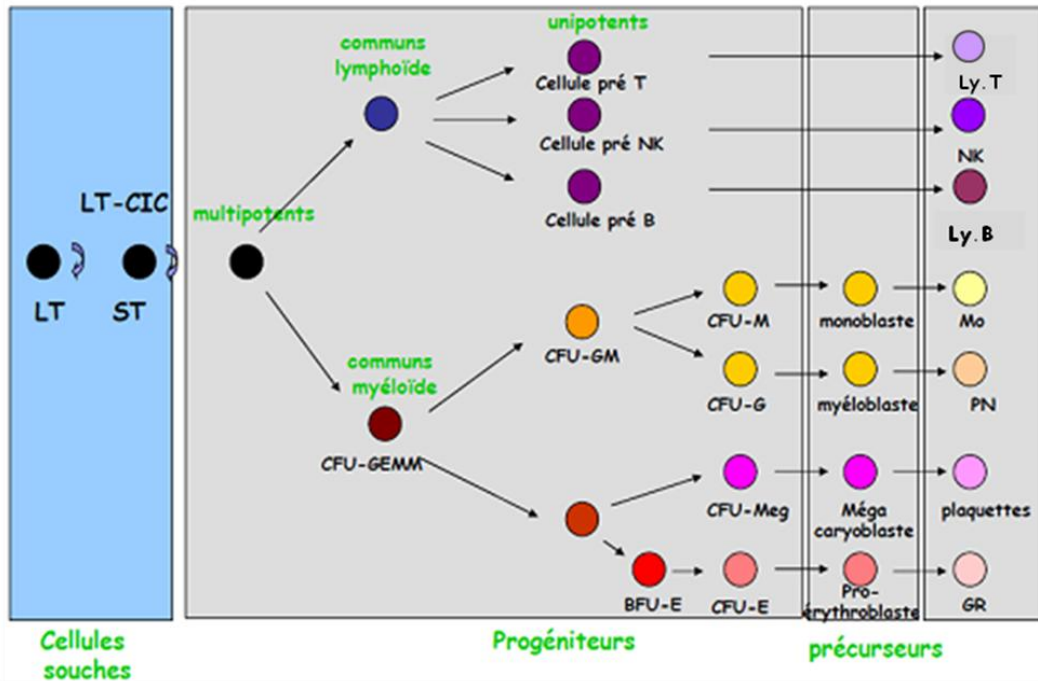 communs
lymphoïde
unipotents
Cellule pré T
Ly.T
Cellule pré NK
NK
Cellule pré B
Ly.B
LT-CIC
multipotents
LT
ST
CFU-M
monoblaste
Mo
CFU-GM
communs
myéloïde
CFU-G
myéloblaste
PN
CFU-GEMM
CFU-Meg
Méga
caryoblaste
plaquettes
BFU-E
CFU-E
Pro-
érythroblaste
GR
Cellules
souches
Progéniteurs
précurseurs